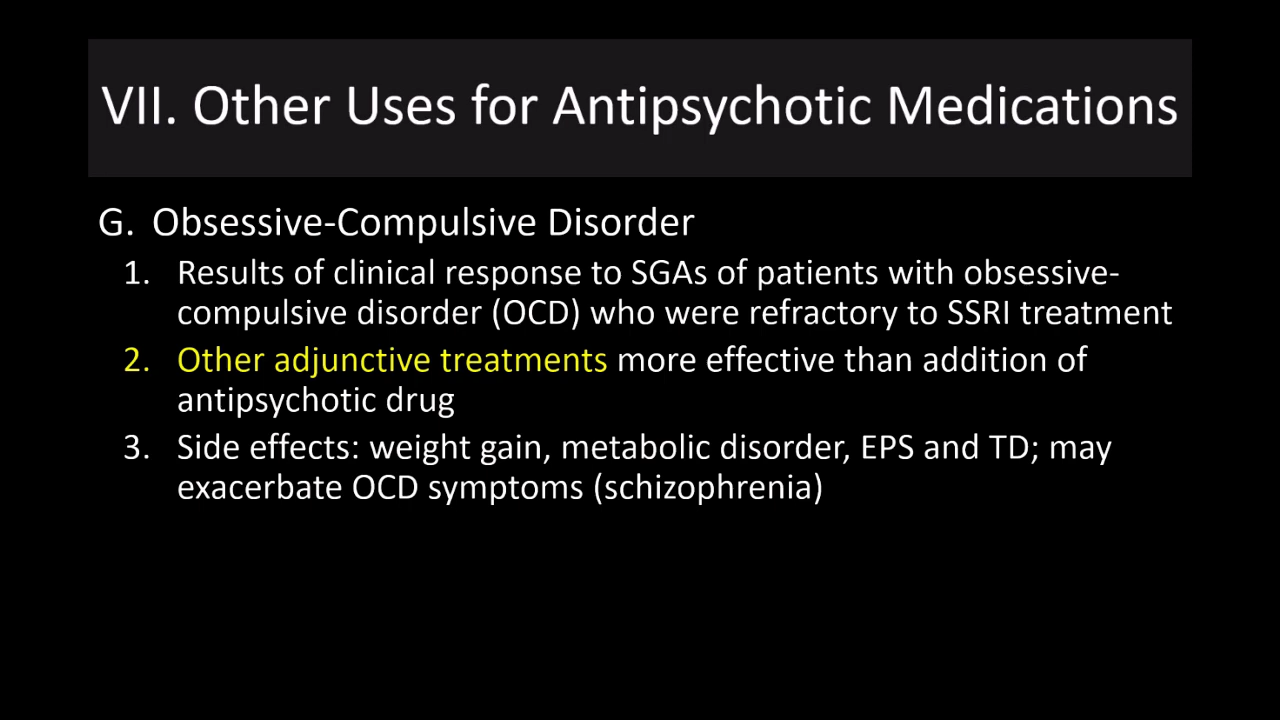 VII. Other Uses for Antipsychotic Medications
G. Obsessive-Compulsive Disorder
1. Results of clinical response to SGAs of patients with obsessive-
compulsive disorder (OCD) who were refractory to SSRI treatment
2. Other adjunctive treatments more effective than addition of
antipsychotic drug
3. Side effects: weight gain, metabolic disorder, EPS and TD; may
exacerbate OCD symptoms (schizophrenia)